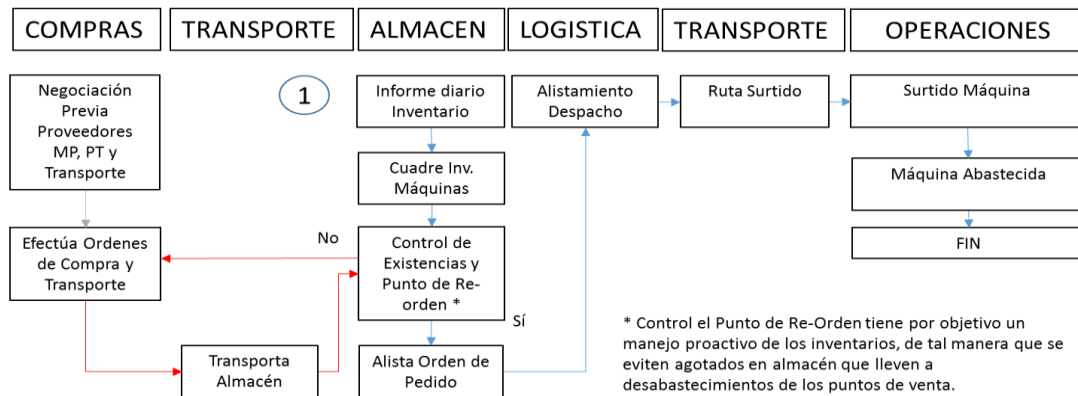 COMPRAS
TRANSPORTE
ALMACEN
LOGISTICA
TRANSPORTE
OPERACIONES
Negociación
Previa
Proveedores
MP, PT y
Transporte
1
Informe diario
Inventario
Alistamiento
Despacho
Ruta Surtido
Surtido Máquina
Cuadre Inv.
Máquinas
Máquina Abastecida
Efectúa Ordenes
de Compra y
Transporte
No
Control de
Existencias y
Punto de Re-
orden *
FIN
Sí
Transporta
Almacén
Alista Orden de
Pedido
* Control el Punto de Re-Orden tiene por objetivo un
manejo proactivo de los inventarios, de tal manera que se
eviten agotados en almacén que lleven a
desabastecimientos de los puntos de venta.